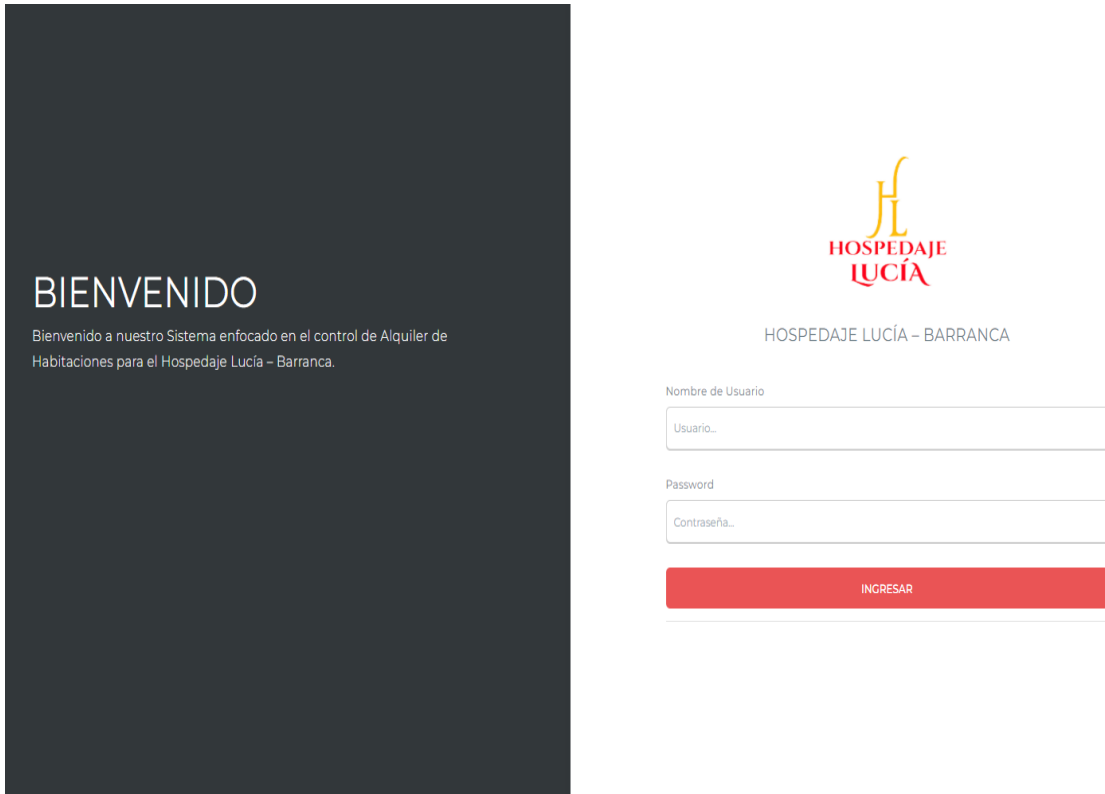 BIENVENIDO
Bienvenido a nuestro Sistema enfocado en el control de Alquiler de
Habitaciones para el Hospedaje Lucía – Barranca.
HL
HOSPEDAJE
LUCÍA
HOSPEDAJE LUCÍA – BARRANCA
Nombre de Usuario
Usuario...
Password
Contraseña...
INGRESAR